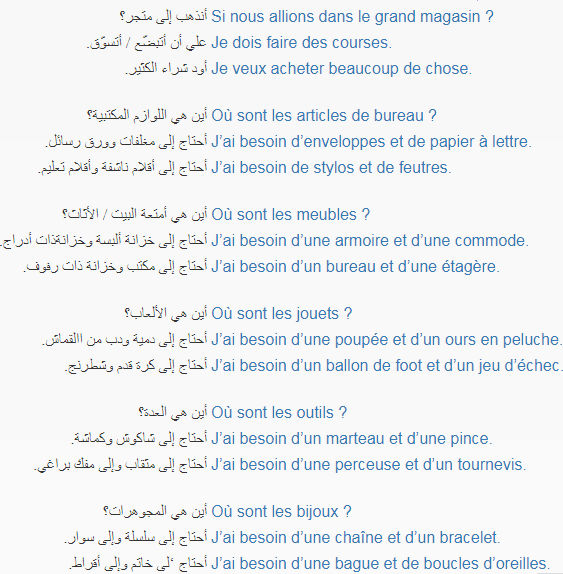 أنذهب إلى متجر؟ Si nous allions dans le grand magasin ?
علي أن أتبضّع / أتسوّق. Je dois faire des courses.
أود شراء الكثير. Je veux acheter beaucoup de chose.
أين هي اللوازم المكتبية؟ Où sont les articles de bureau ?
أحتاج إلى مغلفات وورق رسائل. J’ai besoin d’enveloppes et de papier à lettre.
أحتاج إلى أقلام ناشفة وأقلام تعليم. J’ai besoin de stylos et de feutres.
أين هي أمتعة البيت / الأثاث؟ Où sont les meubles ?
أحتاج إلى خزانة ألبسة وخزانةذات أدراج. J’ai besoin d’une armoire et d’une commode.
أحتاج إلى مكتب وخزانة ذات رفوف. J’ai besoin d’un bureau et d’une étagère.
أين هي الألعاب؟ Où sont les jouets ?
أحتاج إلى دمية ودب من االقماش. J’ai besoin d’une poupée et d’un ours en peluche.
أحتاج إلى كرة قدم وشطرنج. J’ai besoin d’un ballon de foot et d’un jeu d’échec.
أين هي العدة؟ Où sont les outils ?
أحتاج إلى شاكوش وكماشة. J’ai besoin d’un marteau et d’une pince.
أحتاج إلى مثقاب وإلى مفك براغي. J’ai besoin d’une perceuse et d’un tournevis.
أين هي المجوهرات؟ Où sont les bijoux ?
أحتاج إلى سلسلة وإلى سوار. J’ai besoin d’une chaîne et d’un bracelet.
أحتاج ‘لى خاتم وإلى أقراط. J’ai besoin d’une bague et de boucles d’oreilles.